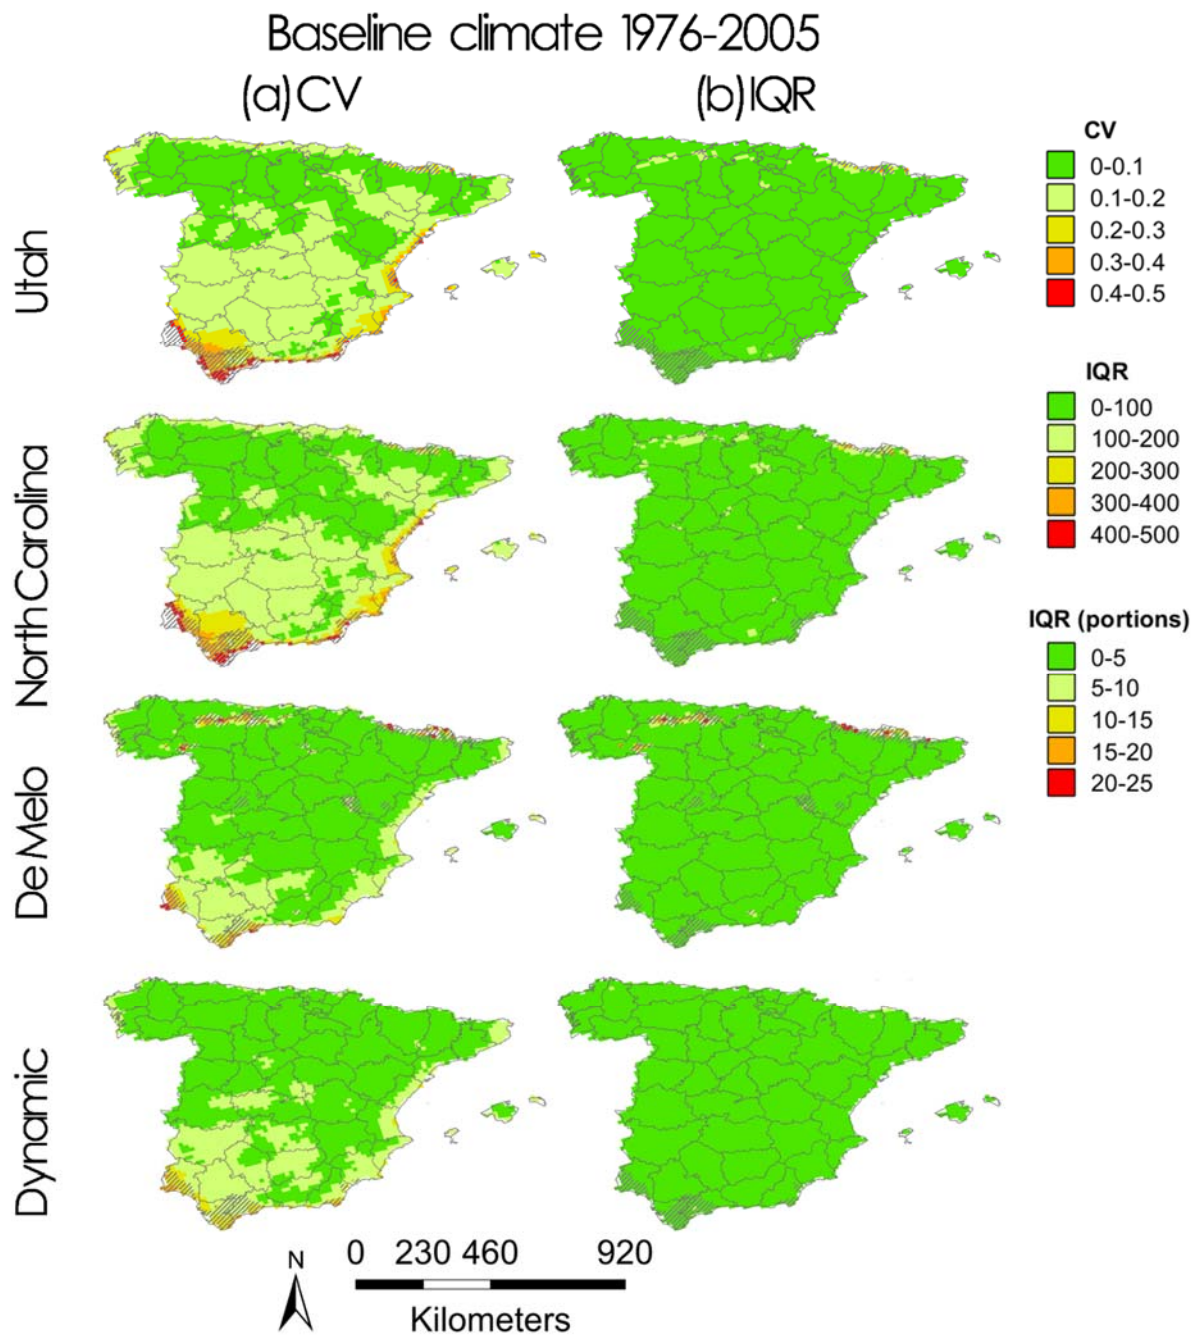 Baseline climate 1976-2005
(a)CV
(b)IQR
Utah
North Carolina
De Melo
Dynamic
CV
0-0.1
0.1-0.2
0.2-0.3
0.3-0.4
0.4-0.5
IQR
0-100
100-200
200-300
300-400
400-500
IQR (portions)
0-5
5-10
10-15
15-20
20-25
N
0 230 460 920
Kilometers